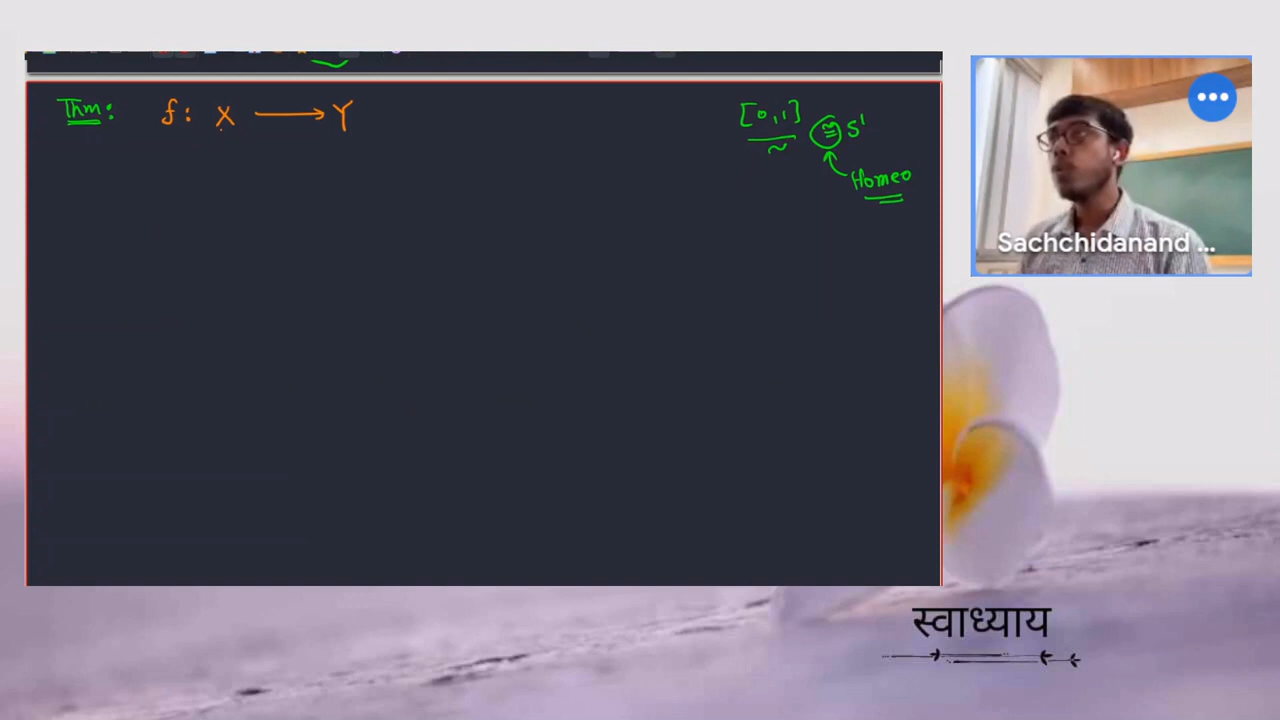 Thm: f: X ⟶ Y
[0,1]/~ ≅ S¹
Homeo
Sachchidanand ...
स्वाध्याय